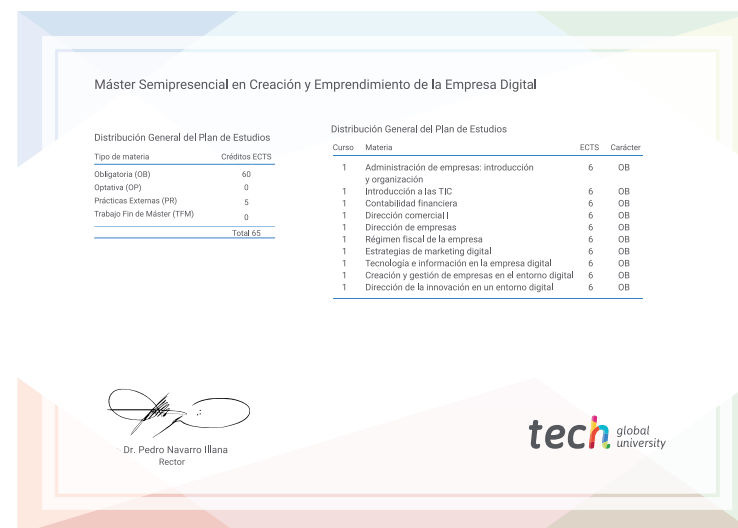 Máster Semipresencial en Creación y Emprendimiento de la Empresa Digital
Distribución General del Plan de Estudios
Tipo de materia Créditos ECTS
Obligatoria (OB) 60
Optativa (OP) 0
Prácticas Externas (PR) 5
Trabajo Fin de Máster (TFM) 0
Total 65
Distribución General del Plan de Estudios
Curso Materia ECTS Carácter
1 Administración de empresas: introducción y organización 6 OB
1 Introducción a las TIC 6 OB
1 Contabilidad financiera 6 OB
1 Dirección comercial I 6 OB
1 Dirección de empresas 6 OB
1 Régimen fiscal de la empresa 6 OB
1 Estrategias de marketing digital 6 OB
1 Tecnología e información en la empresa digital 6 OB
1 Creación y gestión de empresas en el entorno digital 6 OB
1 Dirección de la innovación en un entorno digital 6 OB
Dr. Pedro Navarro Illana
Rector
tech global university